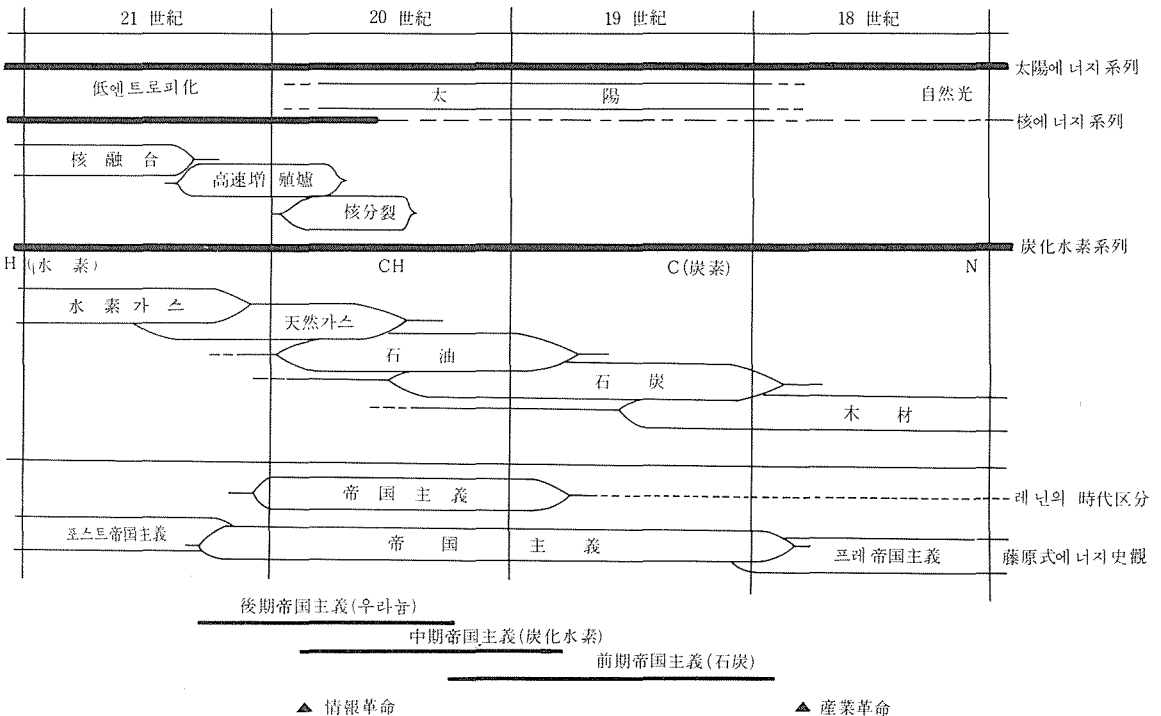 21 世紀 20 世紀 19 世紀 18 世紀
太陽에너지系列
低엔트로피化 太 陽 自然光
核에너지系列
核 融 合
高速增 殖爐
核分裂
炭化水素系列
H (水 素) CH C(炭素) N
水 素 가 스
天然가스
石 油
石 炭
木 材
帝 国 主 義
레닌의 時代区分
포스트帝国主義 帝 国 主 義 프레帝国主義 藤原式에너지史觀
後期帝国主義(우라늄)
中期帝国主義(炭化水素)
前期帝国主義(石炭)
▲ 情報革命 ▲ 産業革命